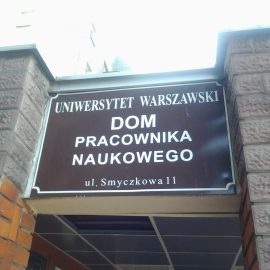 UNIWERSYTET WARSZAWSKI
DOM
PRACOWNIKA
NAUKOWEGO
ul. Smyczkowa 11